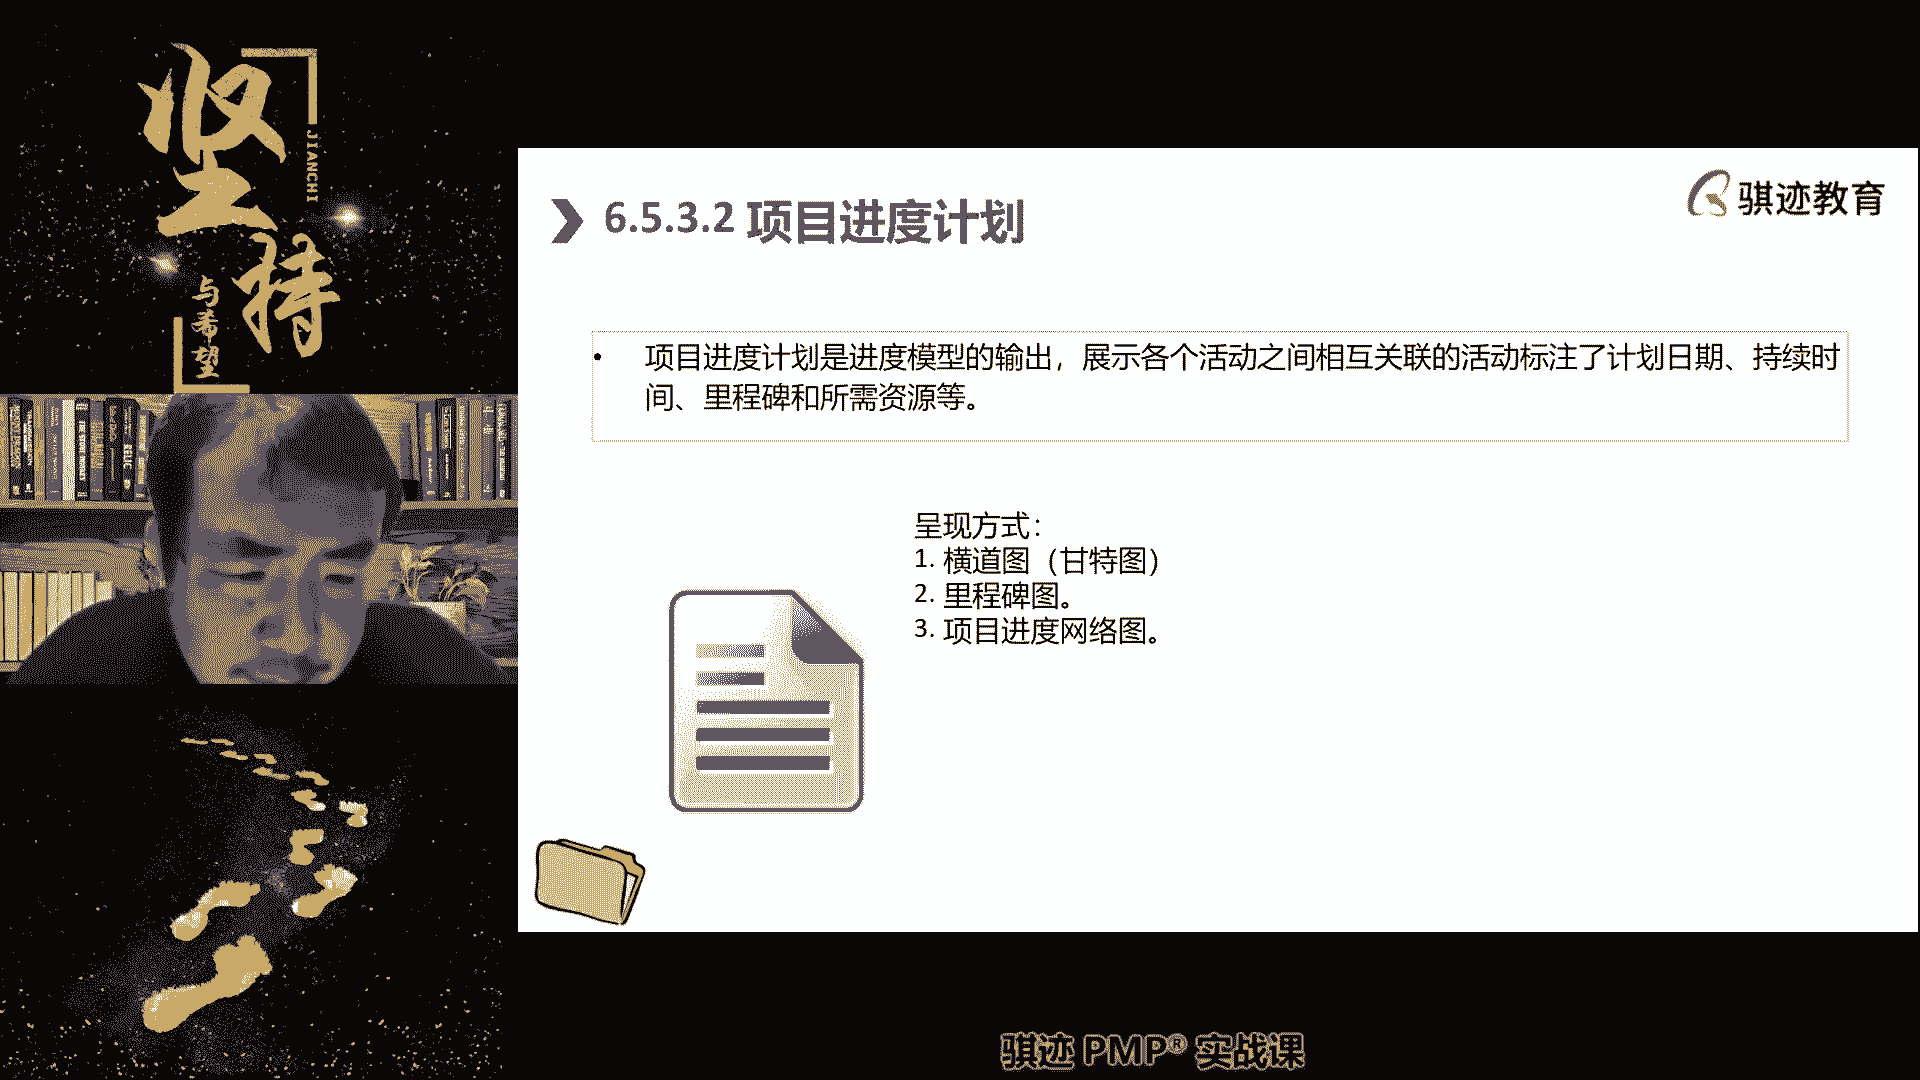 坚持
JIANCHI
与希望
6.5.3.2 项目进度计划
骐迹教育
• 项目进度计划是进度模型的输出，展示各个活动之间相互关联的活动标注了计划日期、持续时
间、里程碑和所需资源等。
呈现方式：
1. 横道图（甘特图）
2. 里程碑图。
3. 项目进度网络图。
骐迹 PMP® 实战课